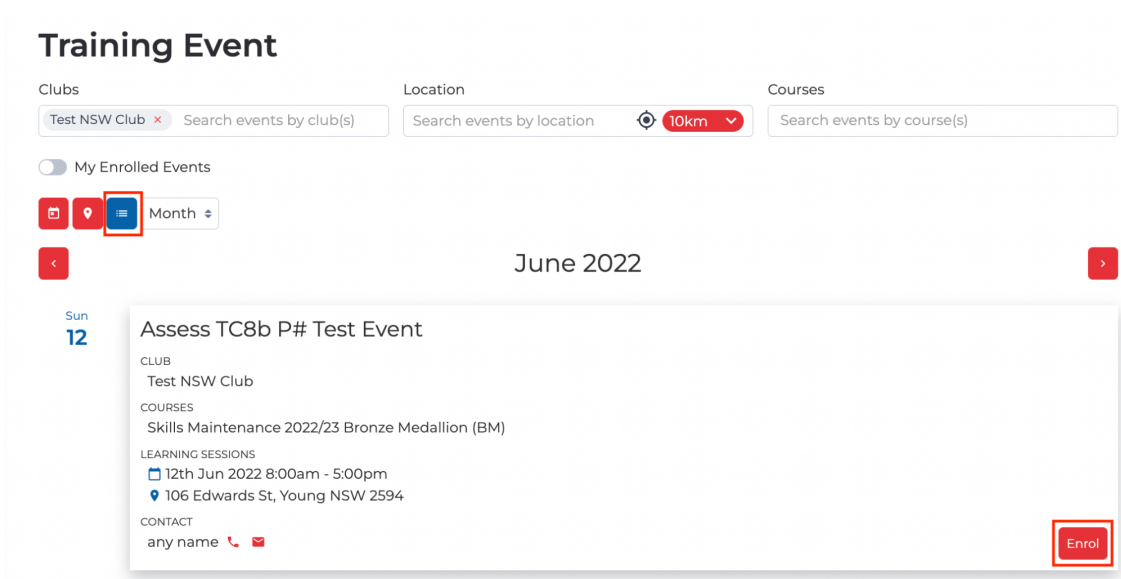 Training Event
Clubs Location Courses
Test NSW Club × Search events by club(s) Search events by location 10km Search events by course(s)
My Enrolled Events
Month
June 2022
Sun
12
Assess TC8b P# Test Event
CLUB
Test NSW Club
COURSES
Skills Maintenance 2022/23 Bronze Medallion (BM)
LEARNING SESSIONS
12th Jun 2022 8:00am - 5:00pm
106 Edwards St, Young NSW 2594
CONTACT
any name
Enrol